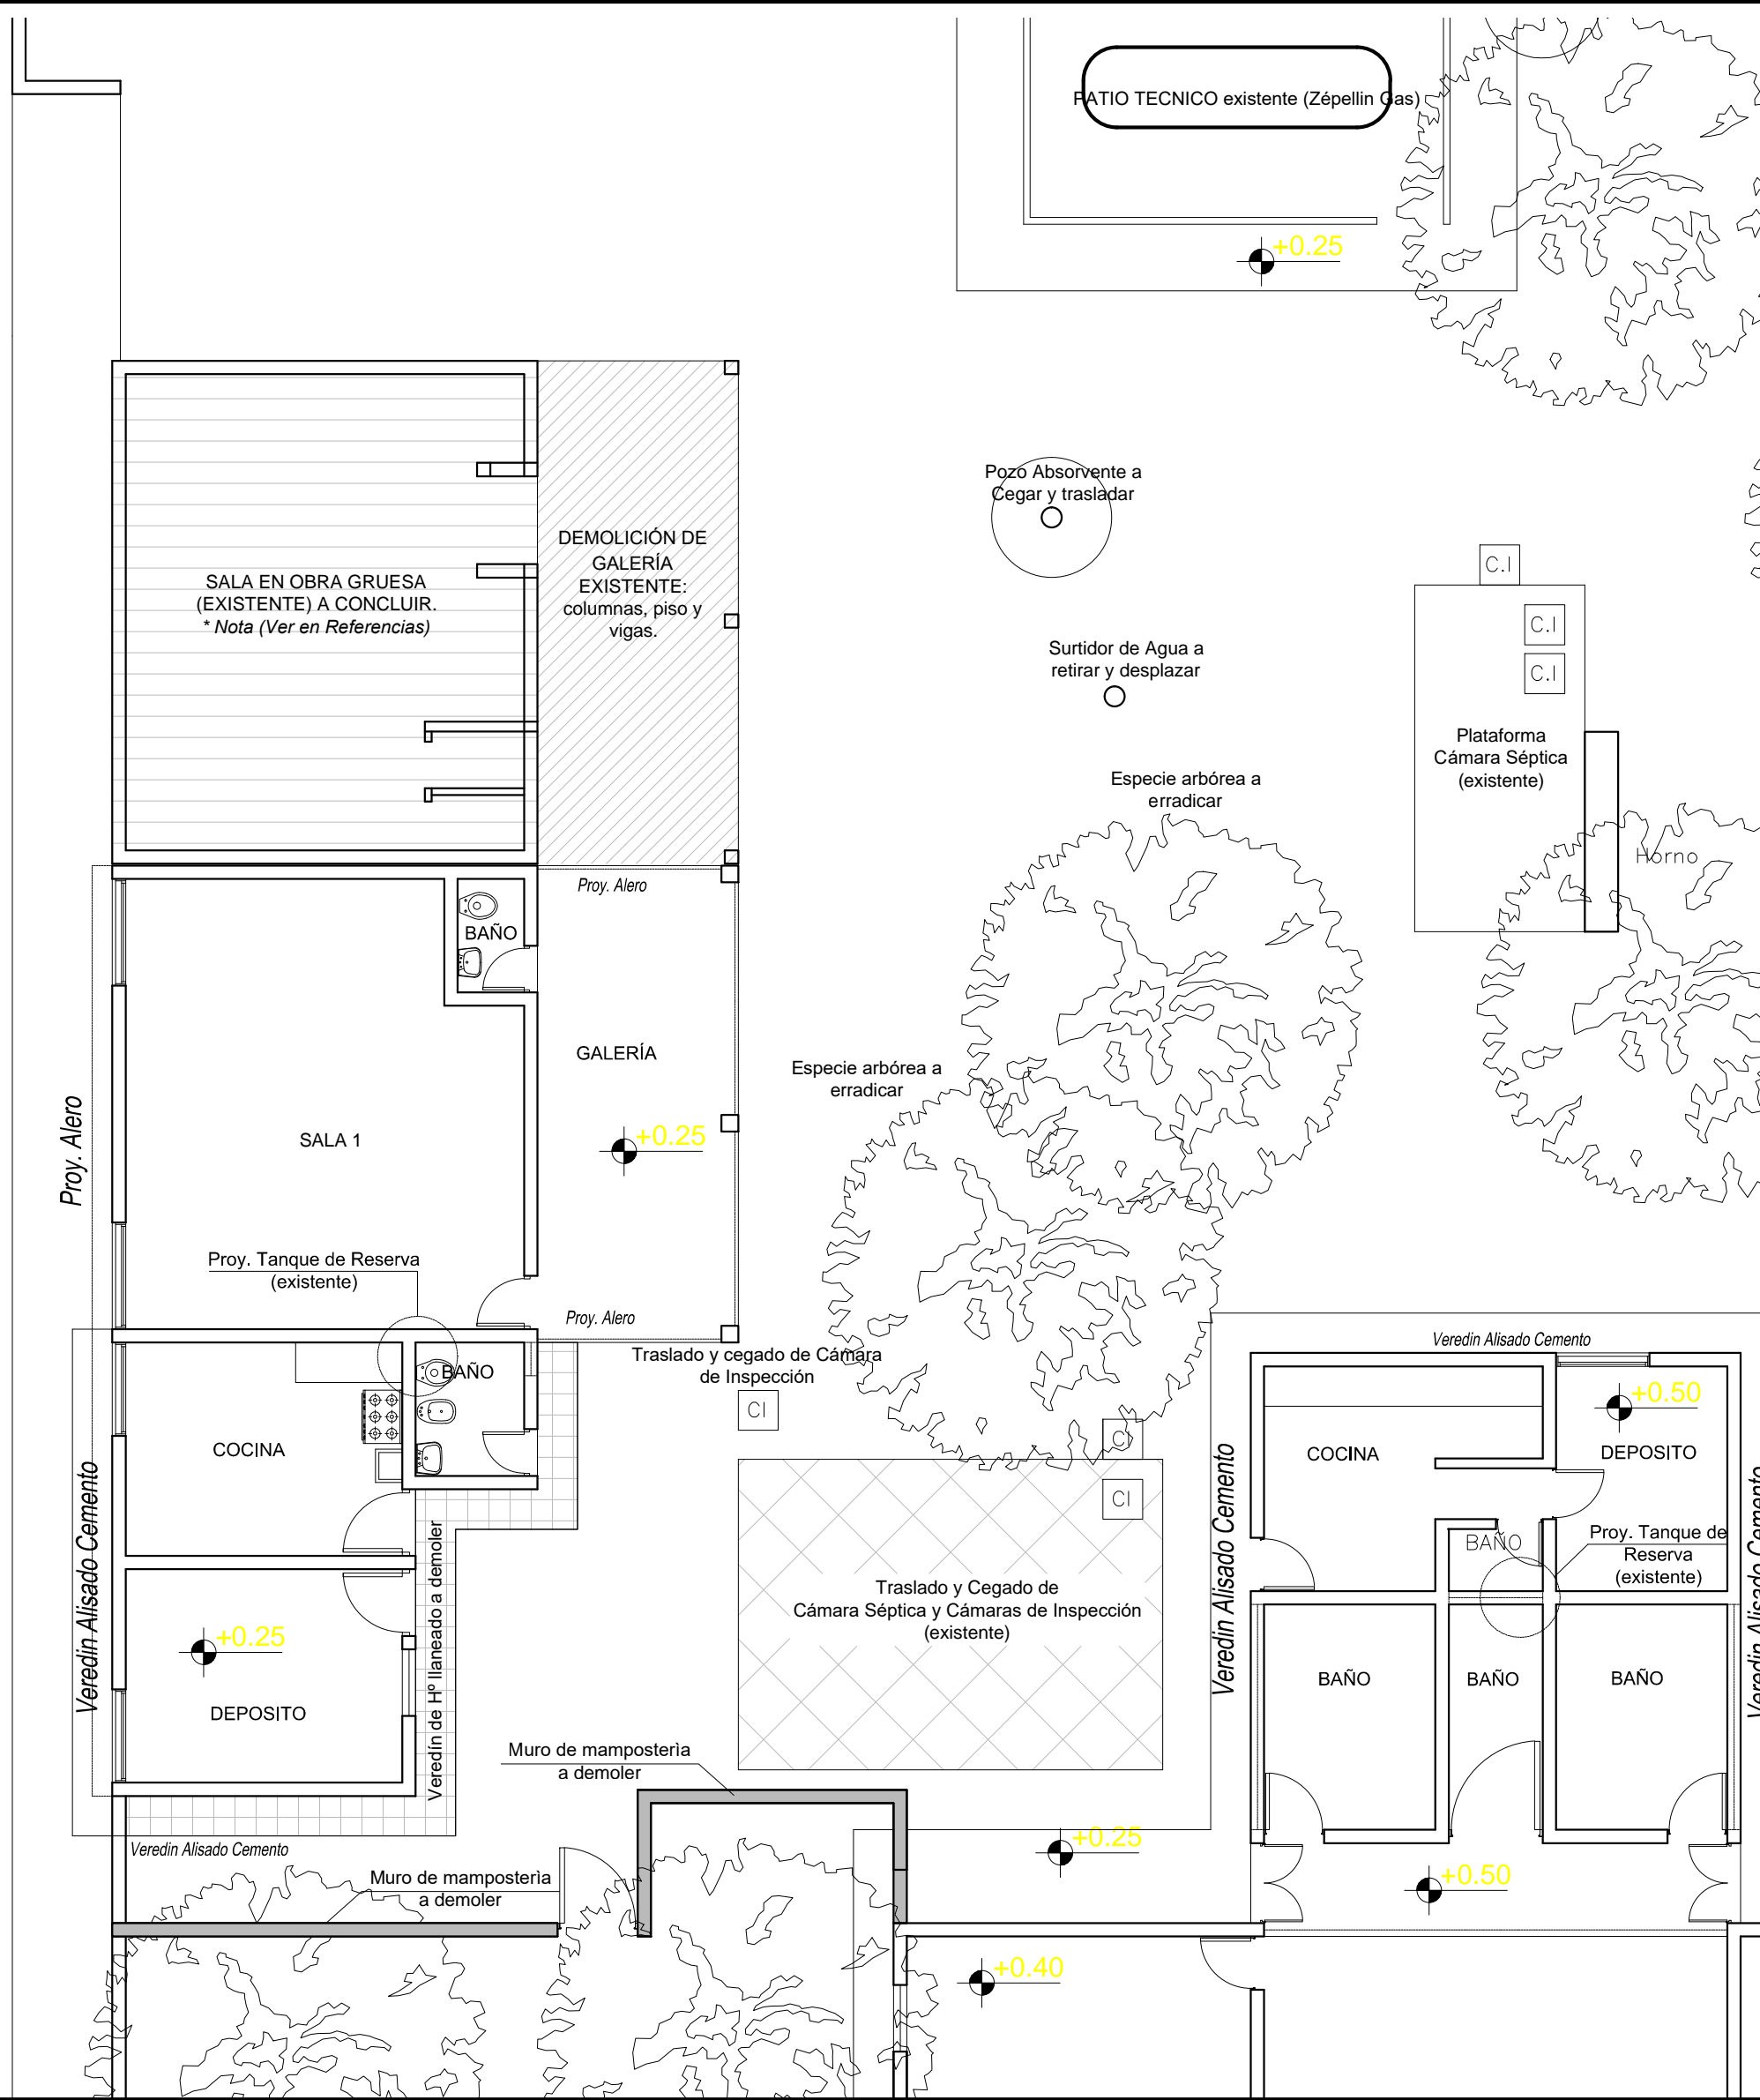 PATIO TECNICO existente (Zépellin Gas)
+0.25
Pozo Absorvente a
Cegar y trasladar
DEMOLICIÓN DE
GALERÍA
EXISTENTE:
columnas, piso y
vigas.
SALA EN OBRA GRUESA
(EXISTENTE) A CONCLUIR.
* Nota (Ver en Referencias)
C.I
C.I
C.I
Surtidor de Agua a
retirar y desplazar
Plataforma
Cámara Séptica
(existente)
Especie arbórea a
erradicar
Horno
Proy. Alero
BAÑO
GALERÍA
Especie arbórea a
erradicar
Proy. Alero
SALA 1
+0.25
Proy. Tanque de Reserva
(existente)
Proy. Alero
Traslado y cegado de Cámara
de Inspección
BAÑO
CI
CI
CI
COCINA
Veredin Alisado Cemento
Veredin Alisado Cemento
+0.50
COCINA
DEPOSITO
Veredin Alisado Cemento
Veredin Alisado Cemento
BAÑO
Proy. Tanque de
Reserva
(existente)
Veredín de Hº llaneado a demoler
Traslado y Cegado de
Cámara Séptica y Cámaras de Inspección
(existente)
+0.25
DEPOSITO
BAÑO
BAÑO
BAÑO
Muro de mampostería
a demoler
Veredin Alisado Cemento
+0.25
Muro de mampostería
a demoler
+0.50
+0.40